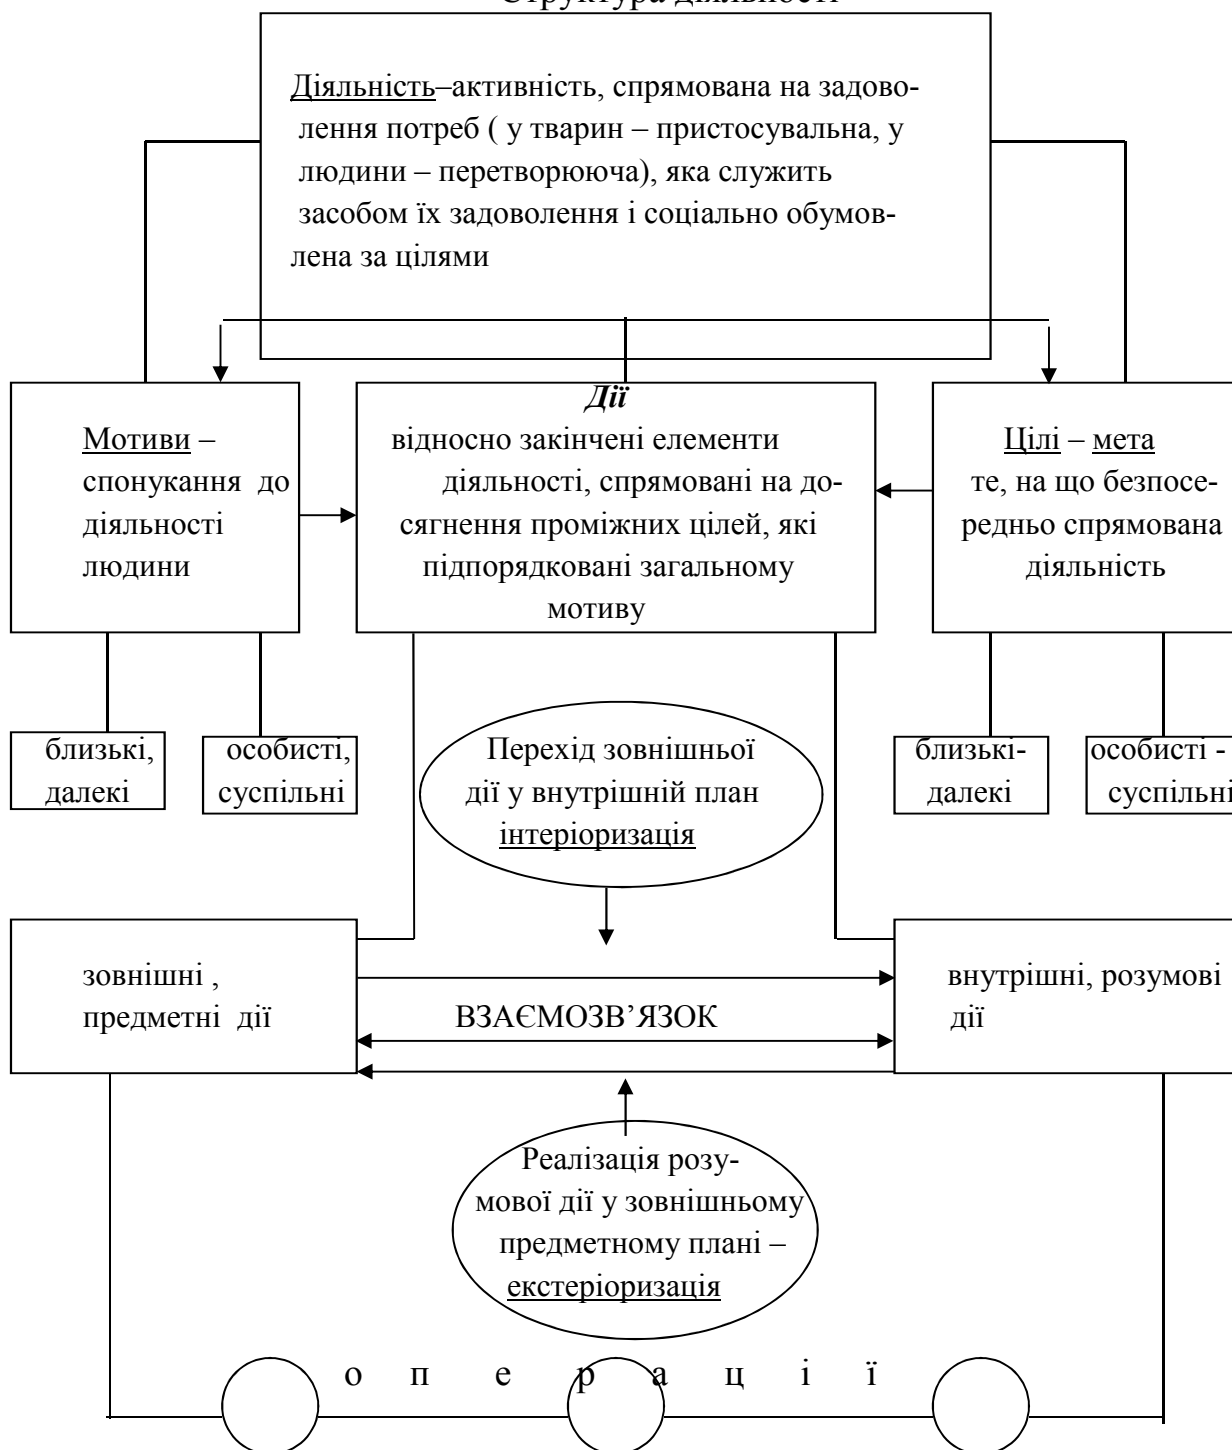 Структура діяльності
Діяльність–активність, спрямована на задово-
лення потреб ( у тварин – пристосувальна, у
людини – перетворююча), яка служить
засобом їх задоволення і соціально обумов-
лена за цілями
Мотиви –
спонукання до
діяльності
людини
Дії
відносно закінчені елементи
діяльності, спрямовані на до-
сягнення проміжних цілей, які
підпорядковані загальному
мотиву
Цілі – мета
те, на що безпосе-
редньо спрямована
діяльність
близькі,
далекі
особисті,
суспільні
Перехід зовнішньої
дії у внутрішній план
інтеріоризація
близькі-
далекі
особисті -
суспільні
зовнішні ,
предметні дії
ВЗАЄМОЗВ’ЯЗОК
внутрішні, розумові
дії
Реалізація розу-
мової дії у зовнішньому
предметному плані –
екстеріоризація
о п е р а ц і ї